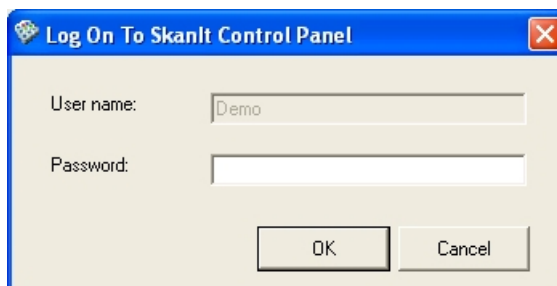 Log On To SkanIt Control Panel
User name:
Demo
Password:
OK
Cancel